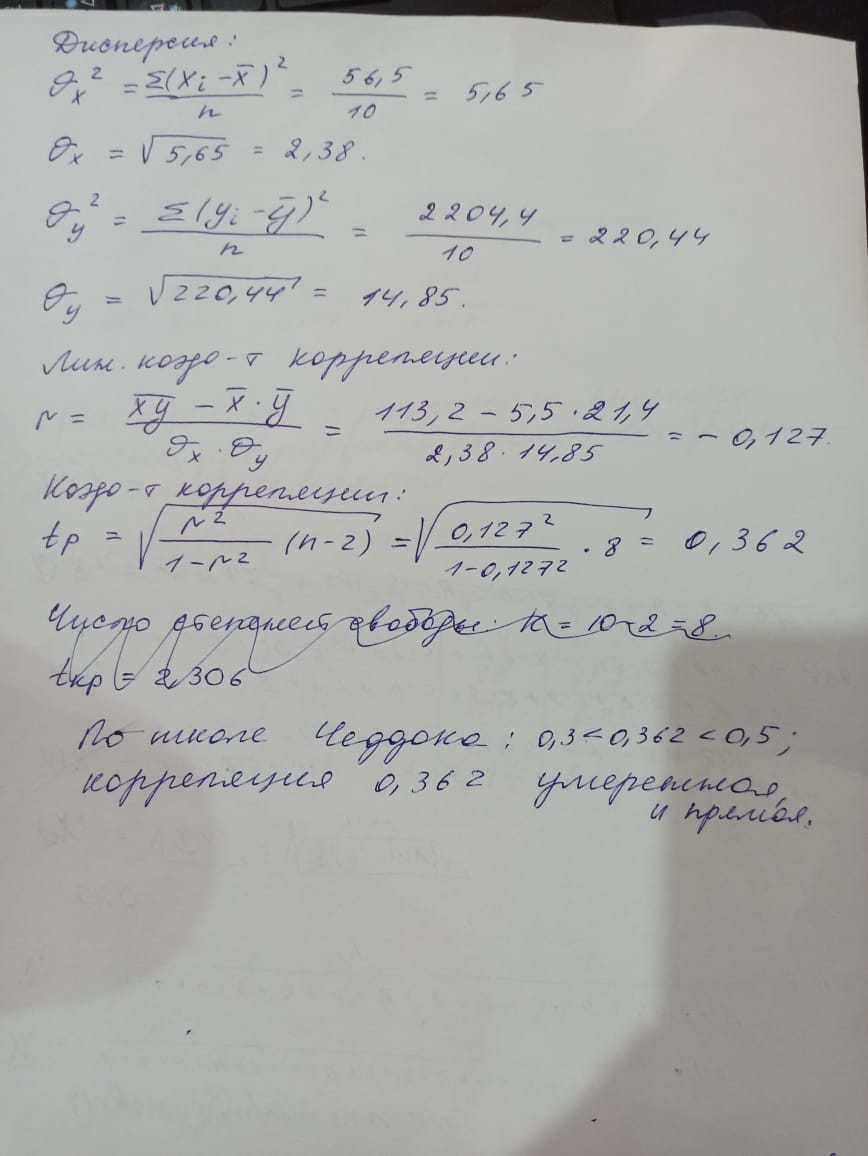 Дисперсия:
σx² = Σ(xi - x̅)² / n = 56,5 / 10 = 5,65
σx = √5,65 = 2,38.
σy² = Σ(yi - y̅)² / n = 2204,4 / 10 = 220,44
σy = √220,44 = 14,85.
Лин. коэф-т корреляции:
r = (x̅y̅ - x̅ · y̅) / (σx · σy) = (113,2 - 5,5 · 21,4) / (2,38 · 14,85) = - 0,127.
Коэф-т корреляции:
tp = √(r² / (1-r²) (n-2)) = √(0,127² / (1-0,127²) · 8) = 0,362
Число степеней свободы: К = 10-2 = 8.
tкр = 2,306
По шкале Чеддока: 0,3 < 0,362 < 0,5;
корреляция 0,362 умеренная
и прямая.